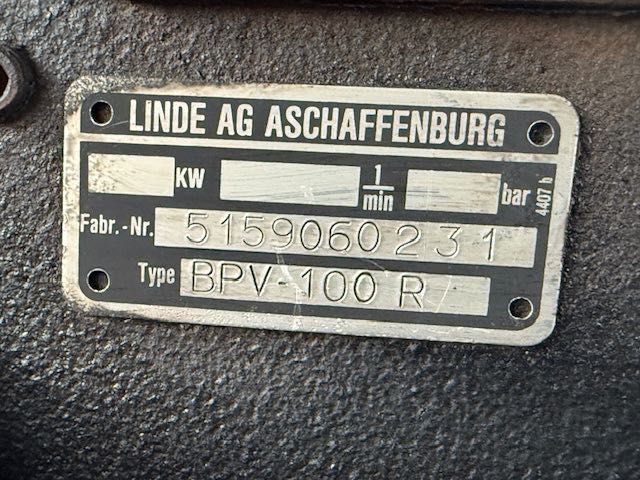 LINDE AG ASCHAFFENBURG
KW 1/min bar
Fabr.-Nr. 5159060231
Type BPV-100 R
4407 h